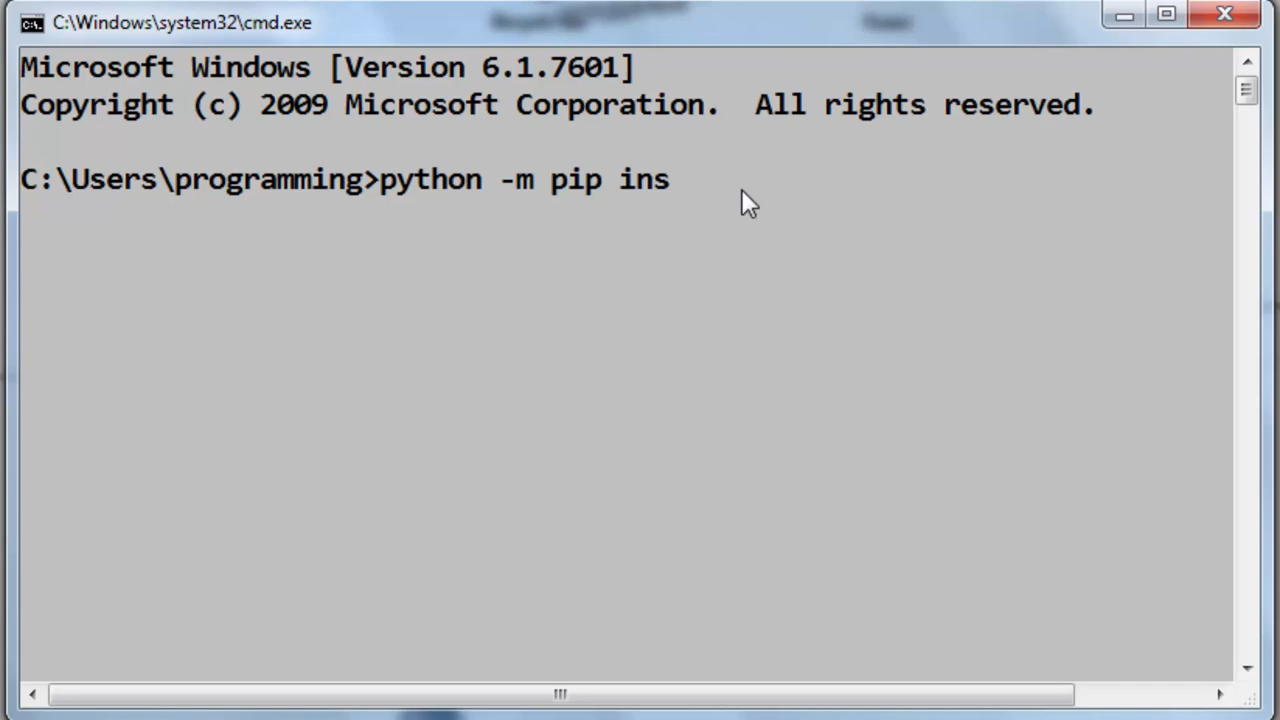 C:\Windows\system32\cmd.exe
Microsoft Windows [Version 6.1.7601]
Copyright (c) 2009 Microsoft Corporation.  All rights reserved.
C:\Users\programming>python -m pip ins